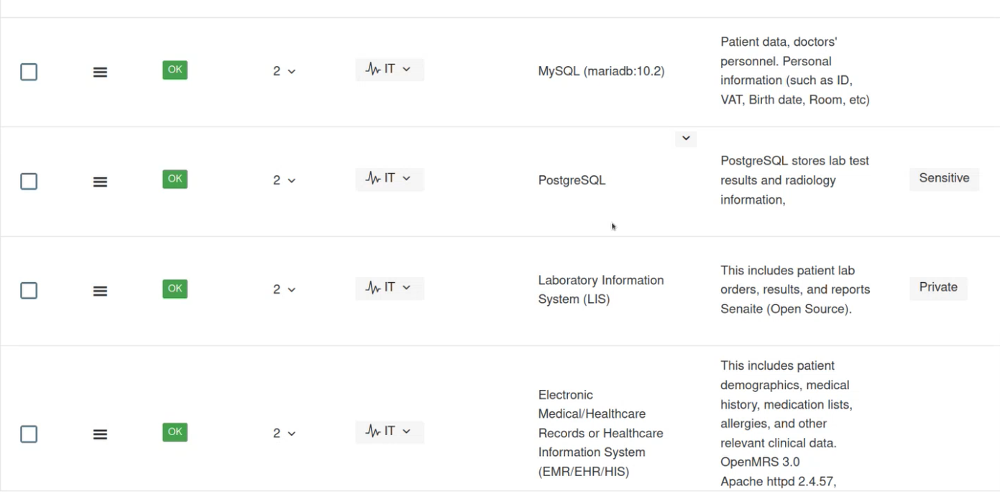 OK
2
IT
MySQL (mariadb:10.2)
Patient data, doctors'
personnel. Personal
information (such as ID,
VAT, Birth date, Room, etc)
OK
2
IT
PostgreSQL
PostgreSQL stores lab test
results and radiology
information,
Sensitive
OK
2
IT
Laboratory Information
System (LIS)
This includes patient lab
orders, results, and reports
Senaite (Open Source).
Private
OK
2
IT
Electronic
Medical/Healthcare
Records or Healthcare
Information System
(EMR/EHR/HIS)
This includes patient
demographics, medical
history, medication lists,
allergies, and other
relevant clinical data.
OpenMRS 3.0
Apache httpd 2.4.57,